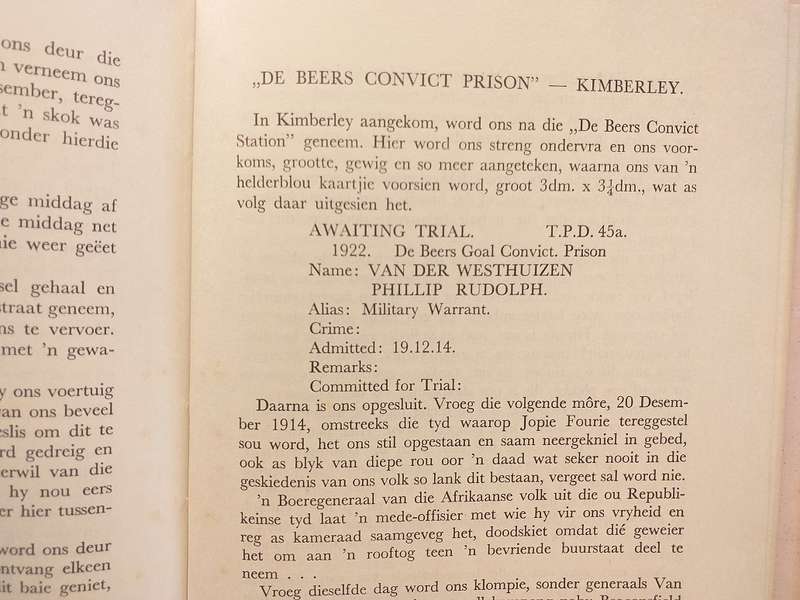 ons deur die
verneem ons
sember, tereg-
't 'n skok was
onder hierdie
ge middag af
e middag net
nie weer geëet
sel gehaal en
straat geneem,
ns te vervoer.
met 'n gewa-
y ons voertuig
van ons beveel
eslis om dit te
rd gedreig en
erwil van die
hy nou eers
er hier tussen-
word ons deur
ontvang elkeen
it baie geniet,
„DE BEERS CONVICT PRISON” — KIMBERLEY.
In Kimberley aangekom, word ons na die „De Beers Convict
Station” geneem. Hier word ons streng ondervra en ons voor-
koms, grootte, gewig en so meer aangeteken, waarna ons van 'n
helderblou kaartjie voorsien word, groot 3dm. x 3¼dm., wat as
volg daar uitgesien het.
AWAITING TRIAL. T.P.D. 45a.
1922. De Beers Goal Convict. Prison
Name: VAN DER WESTHUIZEN
PHILLIP RUDOLPH.
Alias: Military Warrant.
Crime:
Admitted: 19.12.14.
Remarks:
Committed for Trial:
Daarna is ons opgesluit. Vroeg die volgende môre, 20 Desem-
ber 1914, omstreeks die tyd waarop Jopie Fourie tereggestel
sou word, het ons stil opgestaan en saam neergekniel in gebed,
ook as blyk van diepe rou oor 'n daad wat seker nooit in die
geskiedenis van ons volk so lank dit bestaan, vergeet sal word nie.
'n Boeregeneraal van die Afrikaanse volk uit die ou Republi-
keinse tyd laat 'n mede-offisier met wie hy vir ons vryheid en
reg as kameraad saamgeveg het, doodskiet omdat dié geweier
het om aan 'n rooftog teen 'n bevriende buurstaat deel te
neem . . .
Vroeg dieselfde dag word ons klompie, sonder generaals Van